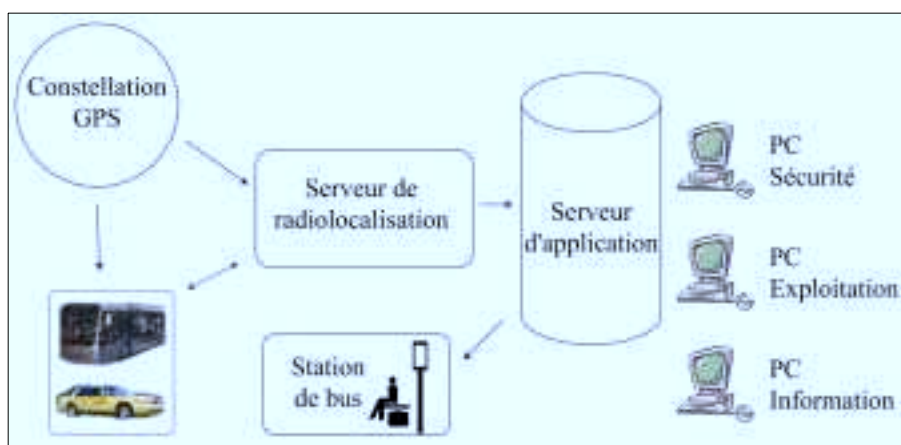 Constellation
GPS
Serveur de
radiolocalisation
Serveur
d'application
Station
de bus
PC
Sécurité
PC
Exploitation
PC
Information